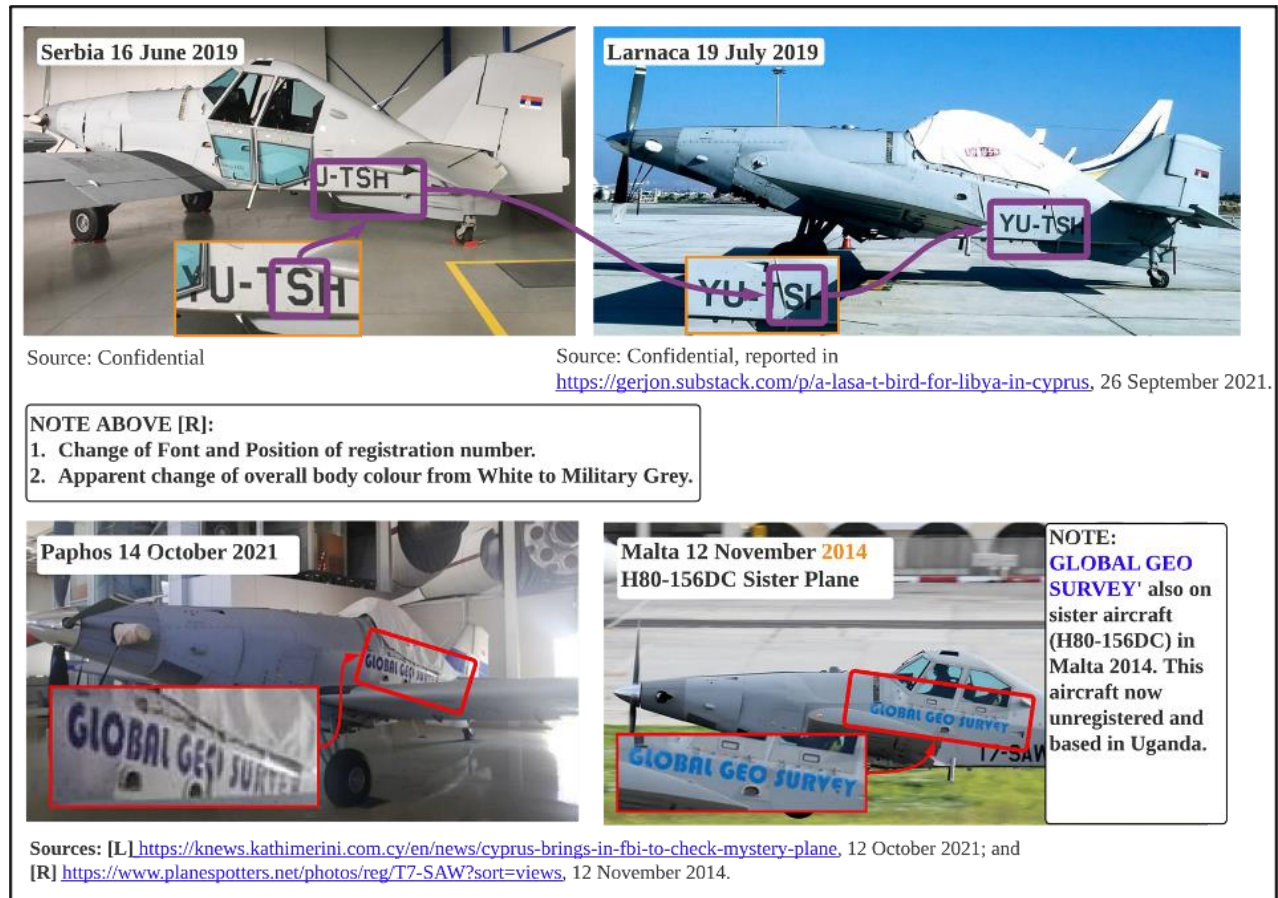 Serbia 16 June 2019
Larnaca 19 July 2019
YU-TSH
YU-TSH
YU-TSH
YU-TSH
Source: Confidential
Source: Confidential, reported in
https://gerjon.substack.com/p/a-lasa-t-bird-for-libya-in-cyprus, 26 September 2021.
NOTE ABOVE [R]:
1. Change of Font and Position of registration number.
2. Apparent change of overall body colour from White to Military Grey.
Paphos 14 October 2021
GLOBAL GEO SURVEY
GLOBAL GEO SURVEY
Malta 12 November 2014
H80-156DC Sister Plane
GLOBAL GEO SURVEY
T7-SAW
GLOBAL GEO SURVEY
NOTE:
GLOBAL GEO
SURVEY' also on
sister aircraft
(H80-156DC) in
Malta 2014. This
aircraft now
unregistered and
based in Uganda.
Sources: [L] https://knews.kathimerini.com.cy/en/news/cyprus-brings-in-fbi-to-check-mystery-plane, 12 October 2021; and
[R] https://www.planespotters.net/photos/reg/T7-SAW?sort=views, 12 November 2014.